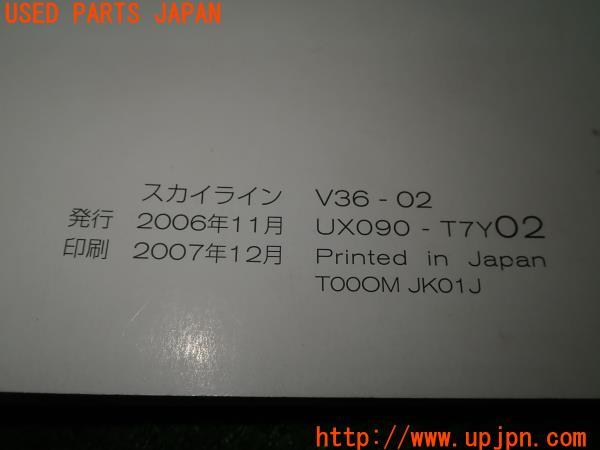 USED PARTS JAPAN
スカイライン V36 - 02
発行 2006年11月 UX090 - T7Y02
印刷 2007年12月 Printed in Japan
TOOOM JK01J
http://www.upjpn.com